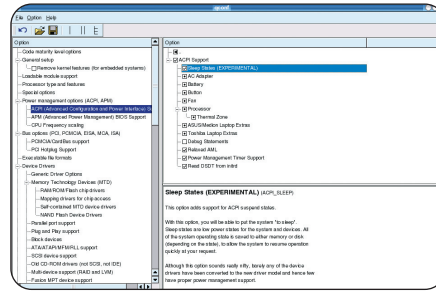 qconf
File Option Help
Option
Code maturity level options
General setup
Remove kernel features (for embedded systems)
Loadable module support
Processor type and features
Special options
Power management options (ACPI, APM)
ACPI (Advanced Configuration and Power Interface) S
APM (Advanced Power Management) BIOS Support
CPU Frequency scaling
Bus options (PCI, PCMCIA, EISA, MCA, ISA)
PCMCIA/CardBus support
PCI Hotplug Support
Executable file formats
Device Drivers
Generic Driver Options
Memory Technology Devices (MTD)
RAM/ROM/Flash chip drivers
Mapping drivers for chip access
Self-contained MTD device drivers
NAND Flash Device Drivers
Parallel port support
Plug and Play support
Block devices
ATA/ATAPI/MFM/RLL support
SCSI device support
Old CD-ROM drivers (not SCSI, not IDE)
Multi-device support (RAID and LVM)
Fusion MPT device support
Option
..
ACPI Support
Sleep States (EXPERIMENTAL)
AC Adapter
Battery
Button
Fan
Processor
Thermal Zone
ASUS/Medion Laptop Extras
Toshiba Laptop Extras
Debug Statements
Relaxed AML
Power Management Timer Support
Read DSDT from initrd
Sleep States (EXPERIMENTAL) (ACPI_SLEEP)
This option adds support for ACPI suspend states.
With this option, you will be able to put the system "to sleep".
Sleep states are low power states for the system and devices. All
of the system operating state is saved to either memory or disk
(depending on the state), to allow the system to resume operation
quickly at your request.
Although this option sounds really nifty, barely any of the device
drivers have been converted to the new driver model and hence few
have proper power management support.